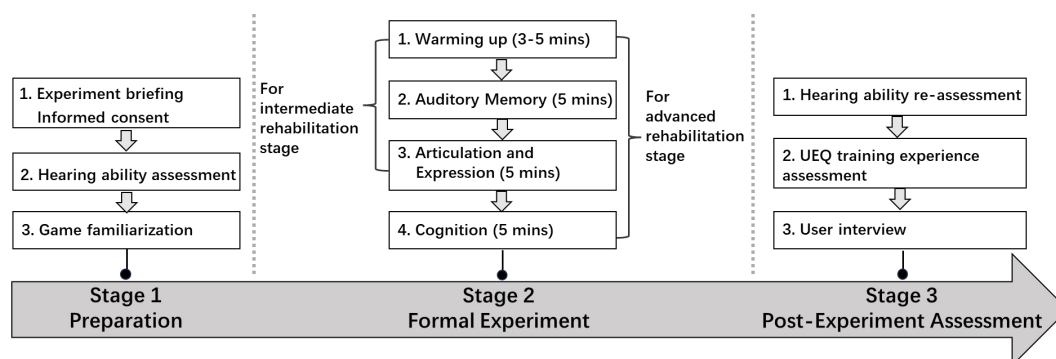 1. Experiment briefing
Informed consent
2. Hearing ability assessment
3. Game familiarization
For
intermediate
rehabilitation
stage
1. Warming up (3-5 mins)
2. Auditory Memory (5 mins)
3. Articulation and
Expression (5 mins)
4. Cognition (5 mins)
For
advanced
rehabilitation
stage
1. Hearing ability re-assessment
2. UEQ training experience
assessment
3. User interview
Stage 1
Preparation
Stage 2
Formal Experiment
Stage 3
Post-Experiment Assessment